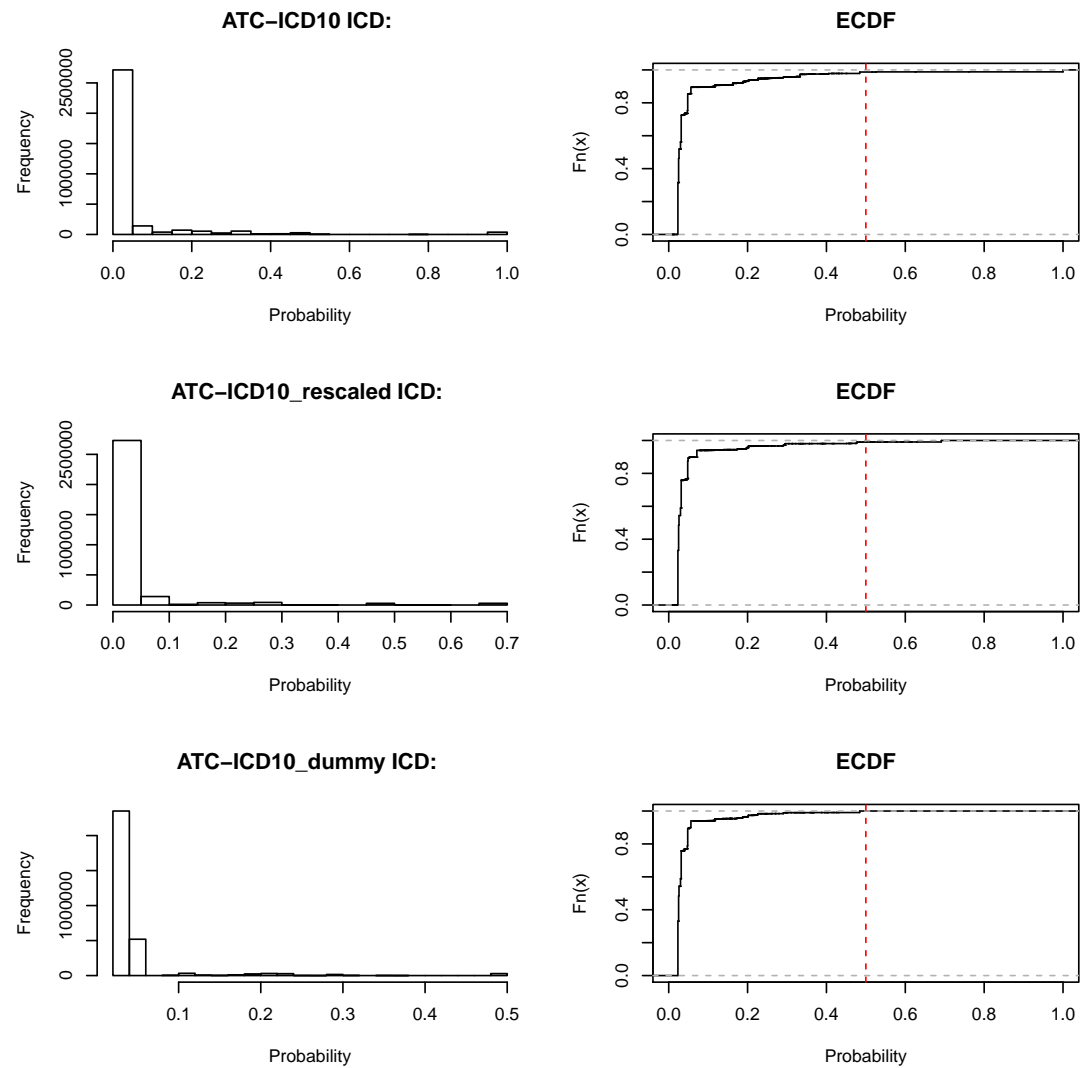 ATC−ICD10 ICD:
Frequency
0 1000000 2500000
0.0 0.2 0.4 0.6 0.8 1.0
Probability
ECDF
Fn(x)
0.0 0.4 0.8
0.0 0.2 0.4 0.6 0.8 1.0
Probability
ATC−ICD10_rescaled ICD:
Frequency
0 1000000 2500000
0.0 0.1 0.2 0.3 0.4 0.5 0.6 0.7
Probability
ECDF
Fn(x)
0.0 0.4 0.8
0.0 0.2 0.4 0.6 0.8 1.0
Probability
ATC−ICD10_dummy ICD:
Frequency
0 1000000
0.1 0.2 0.3 0.4 0.5
Probability
ECDF
Fn(x)
0.0 0.4 0.8
0.0 0.2 0.4 0.6 0.8 1.0
Probability